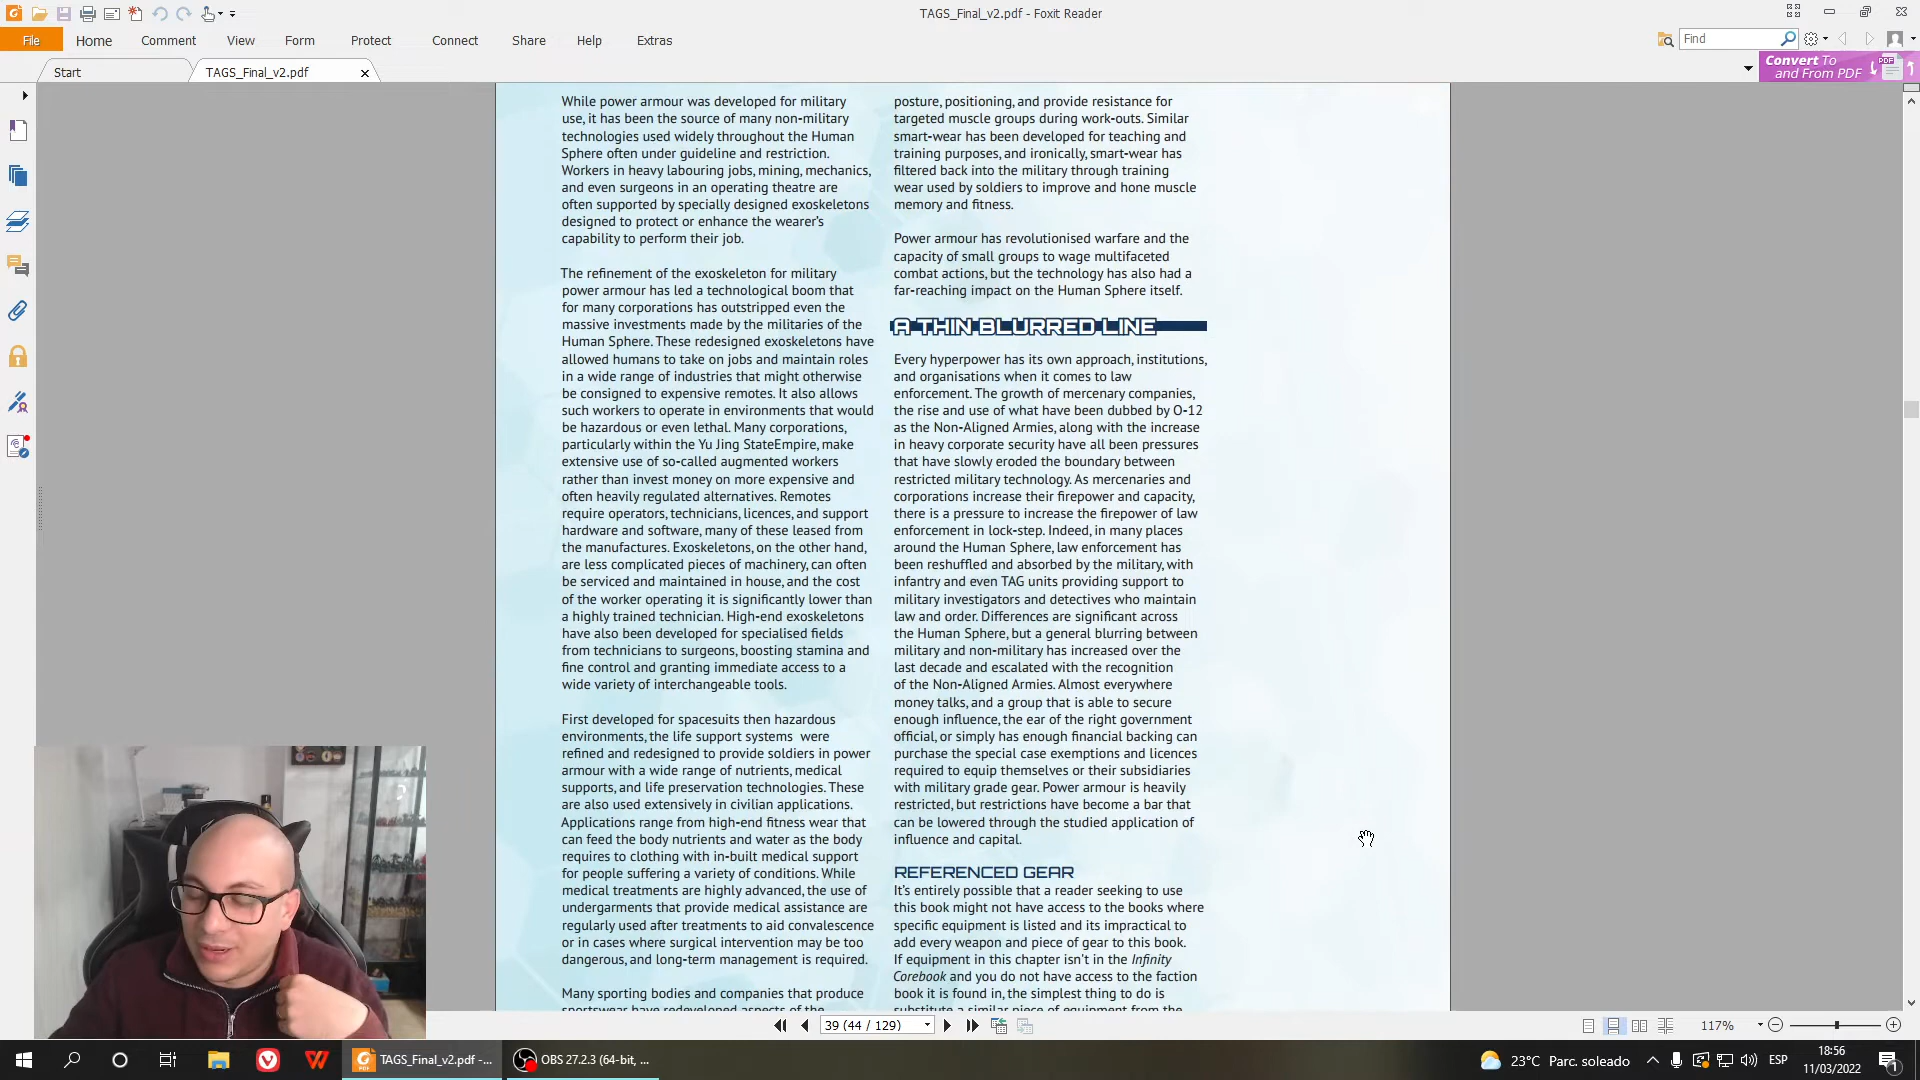 TAGS_Final_v2.pdf - Foxit Reader
File Home Comment View Form Protect Connect Share Help Extras
Find
Start
TAGS_Final_v2.pdf
Convert To
and From PDF
PDF
While power armour was developed for military
use, it has been the source of many non-military
technologies used widely throughout the Human
Sphere often under guideline and restriction.
Workers in heavy labouring jobs, mining, mechanics,
and even surgeons in an operating theatre are
often supported by specially designed exoskeletons
designed to protect or enhance the wearer's
capability to perform their job.
The refinement of the exoskeleton for military
power armour has led a technological boom that
for many corporations has outstripped even the
massive investments made by the militaries of the
Human Sphere. These redesigned exoskeletons have
allowed humans to take on jobs and maintain roles
in a wide range of industries that might otherwise
be consigned to expensive remotes. It also allows
such workers to operate in environments that would
be hazardous or even lethal. Many corporations,
particularly within the Yu Jing StateEmpire, make
extensive use of so-called augmented workers
rather than invest money on more expensive and
often heavily regulated alternatives. Remotes
require operators, technicians, licences, and support
hardware and software, many of these leased from
the manufactures. Exoskeletons, on the other hand,
are less complicated pieces of machinery, can often
be serviced and maintained in house, and the cost
of the worker operating it is significantly lower than
a highly trained technician. High-end exoskeletons
have also been developed for specialised fields
from technicians to surgeons, boosting stamina and
fine control and granting immediate access to a
wide variety of interchangeable tools.
First developed for spacesuits then hazardous
environments, the life support systems were
refined and redesigned to provide soldiers in power
armour with a wide range of nutrients, medical
supports, and life preservation technologies. These
are also used extensively in civilian applications.
Applications range from high-end fitness wear that
can feed the body nutrients and water as the body
requires to clothing with in-built medical support
for people suffering a variety of conditions. While
medical treatments are highly advanced, the use of
undergarments that provide medical assistance are
regularly used after treatments to aid convalescence
or in cases where surgical intervention may be too
dangerous, and long-term management is required.
Many sporting bodies and companies that produce
sportswear have redeveloped aspects of the
posture, positioning, and provide resistance for
targeted muscle groups during work-outs. Similar
smart-wear has been developed for teaching and
training purposes, and ironically, smart-wear has
filtered back into the military through training
wear used by soldiers to improve and hone muscle
memory and fitness.
Power armour has revolutionised warfare and the
capacity of small groups to wage multifaceted
combat actions, but the technology has also had a
far-reaching impact on the Human Sphere itself.
A THIN BLURRED LINE
Every hyperpower has its own approach, institutions,
and organisations when it comes to law
enforcement. The growth of mercenary companies,
the rise and use of what have been dubbed by O-12
as the Non-Aligned Armies, along with the increase
in heavy corporate security have all been pressures
that have slowly eroded the boundary between
restricted military technology. As mercenaries and
corporations increase their firepower and capacity,
there is a pressure to increase the firepower of law
enforcement in lock-step. Indeed, in many places
around the Human Sphere, law enforcement has
been reshuffled and absorbed by the military, with
infantry and even TAG units providing support to
military investigators and detectives who maintain
law and order. Differences are significant across
the Human Sphere, but a general blurring between
military and non-military has increased over the
last decade and escalated with the recognition
of the Non-Aligned Armies. Almost everywhere
money talks, and a group that is able to secure
enough influence, the ear of the right government
official, or simply has enough financial backing can
purchase the special case exemptions and licences
required to equip themselves or their subsidiaries
with military grade gear. Power armour is heavily
restricted, but restrictions have become a bar that
can be lowered through the studied application of
influence and capital.
REFERENCED GEAR
It's entirely possible that a reader seeking to use
this book might not have access to the books where
specific equipment is listed and its impractical to
add every weapon and piece of gear to this book.
If equipment in this chapter isn't in the Infinity
Corebook and you do not have access to the faction
book it is found in, the simplest thing to do is
substitute a similar piece of equipment from the
39 (44 / 129)
117%
TAGS_Final_v2.pdf -...
OBS 27.2.3 (64-bit, ...
23°C Parc. soleado
ESP
18:56
11/03/2022
1